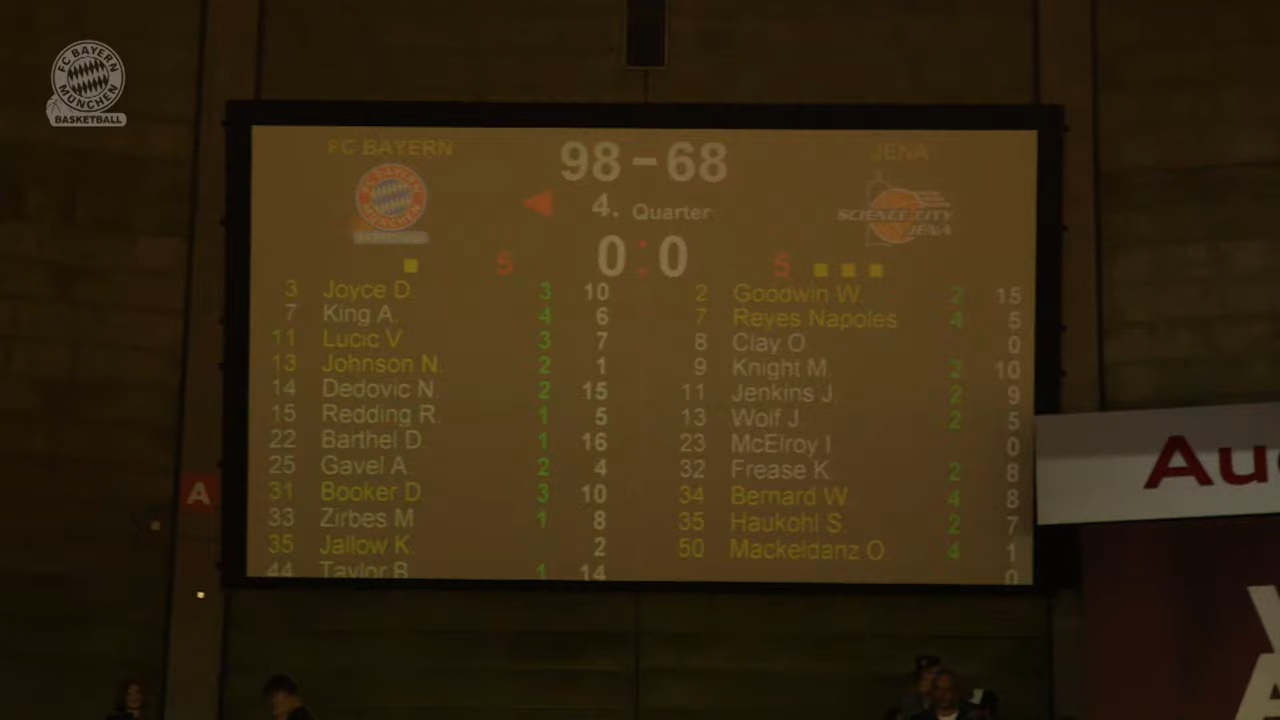 FC BAYERN
MÜNCHEN
BASKETBALL
FC BAYERN 98-68 JENA
FC BAYERN
MÜNCHEN
4. Quarter
SCIENCE CITY
JENA
5 0:0 5
3 Joyce D. 3 10 2 Goodwin W. 2 15
7 King A. 4 6 7 Reyes Napoles 4 5
11 Lucic V 3 7 8 Clay O. 0
13 Johnson N. 2 1 9 Knight M. 2 10
14 Dedovic N. 2 15 11 Jenkins J. 2 9
15 Redding R. 1 5 13 Wolf J. 2 5
22 Barthel D. 1 16 23 McElroy I 0
25 Gavel A. 2 4 32 Frease K. 2 8
31 Booker D. 3 10 34 Bernard W. 4 8
33 Zirbes M 1 8 35 Haukohl S. 2 7
35 Jallow K. 2 50 Mackeldanz O. 4 1
44 Taylor B. 1 14 0
A
Au